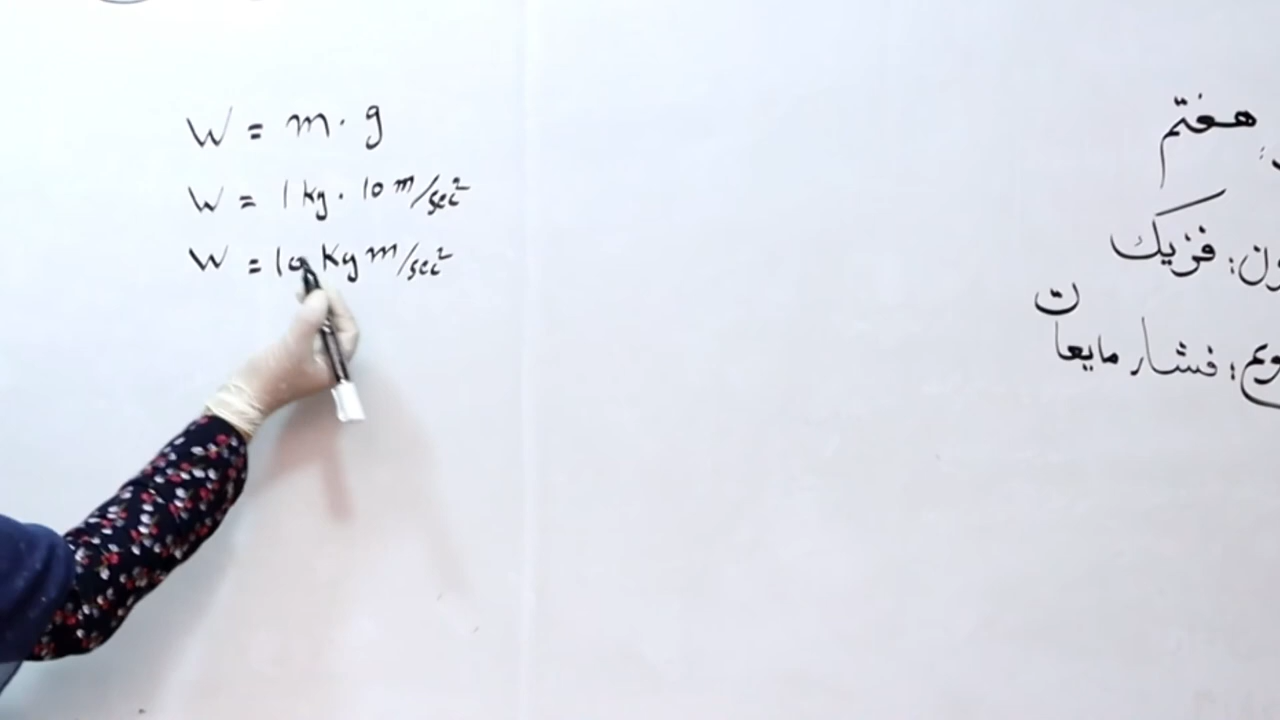 W = m · g
W = 1 kg · 10 m/sec²
W = 10 kg m/sec²
هفتم
فزیک
فشار مایعات